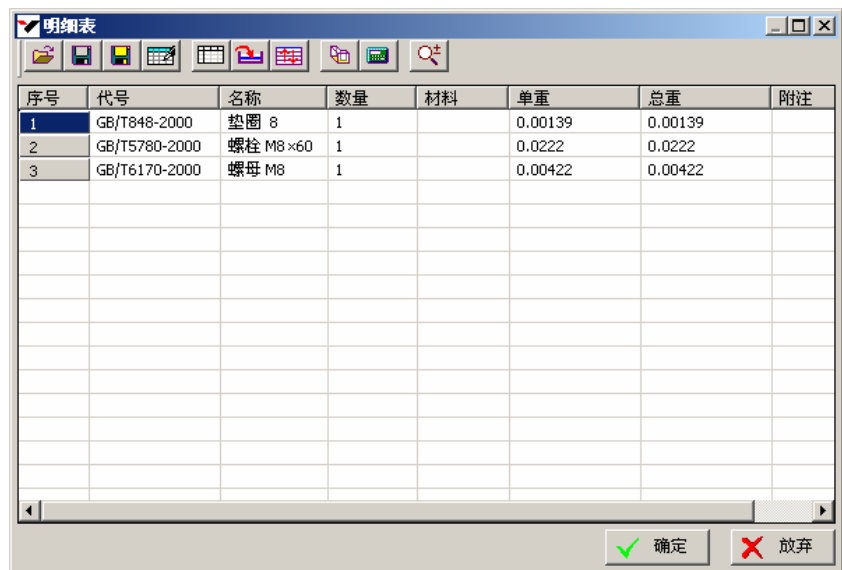 明细表
序号 代号 名称 数量 材料 单重 总重 附注
1 GB/T848-2000 垫圈 8 1 0.00139 0.00139
2 GB/T5780-2000 螺栓 M8×60 1 0.0222 0.0222
3 GB/T6170-2000 螺母 M8 1 0.00422 0.00422
确定 放弃